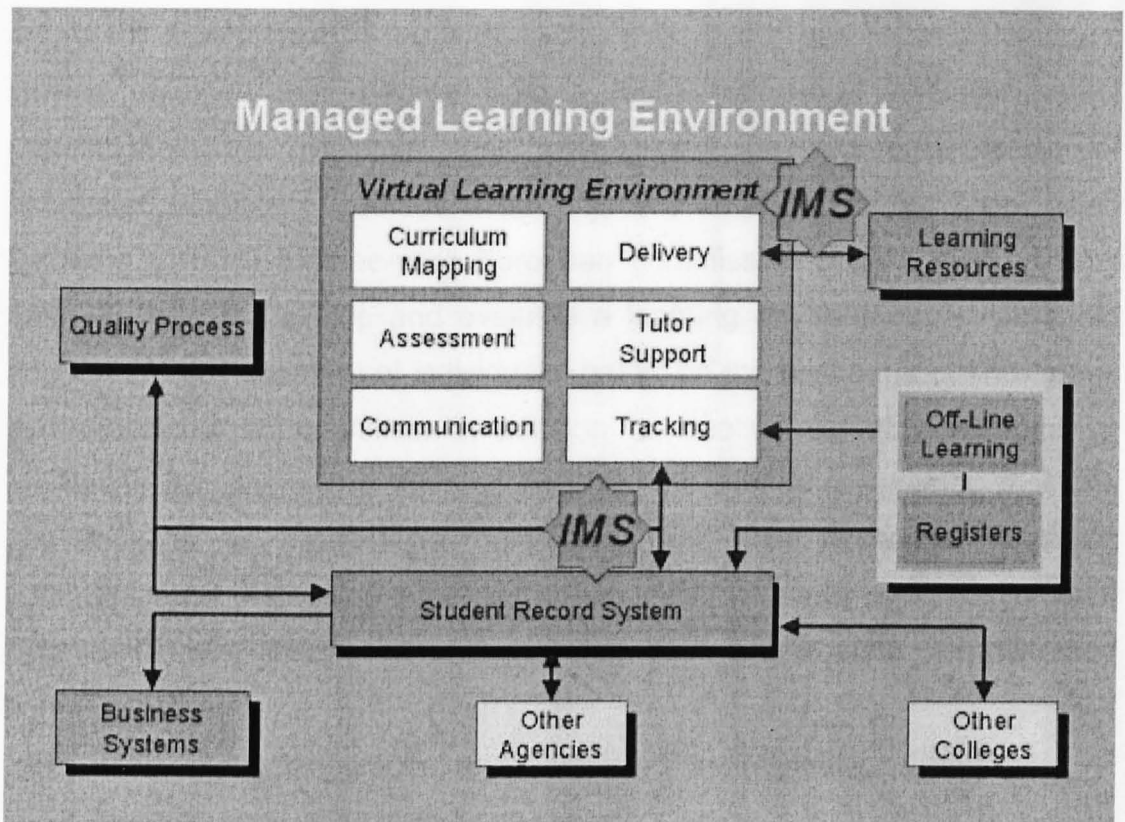 Managed Learning Environment
Virtual Learning Environment
IMS
Curriculum
Mapping
Delivery
Learning
Resources
Quality Process
Assessment
Tutor
Support
Communication
Tracking
Off-Line
Learning
Registers
IMS
Student Record System
Business
Systems
Other
Agencies
Other
Colleges